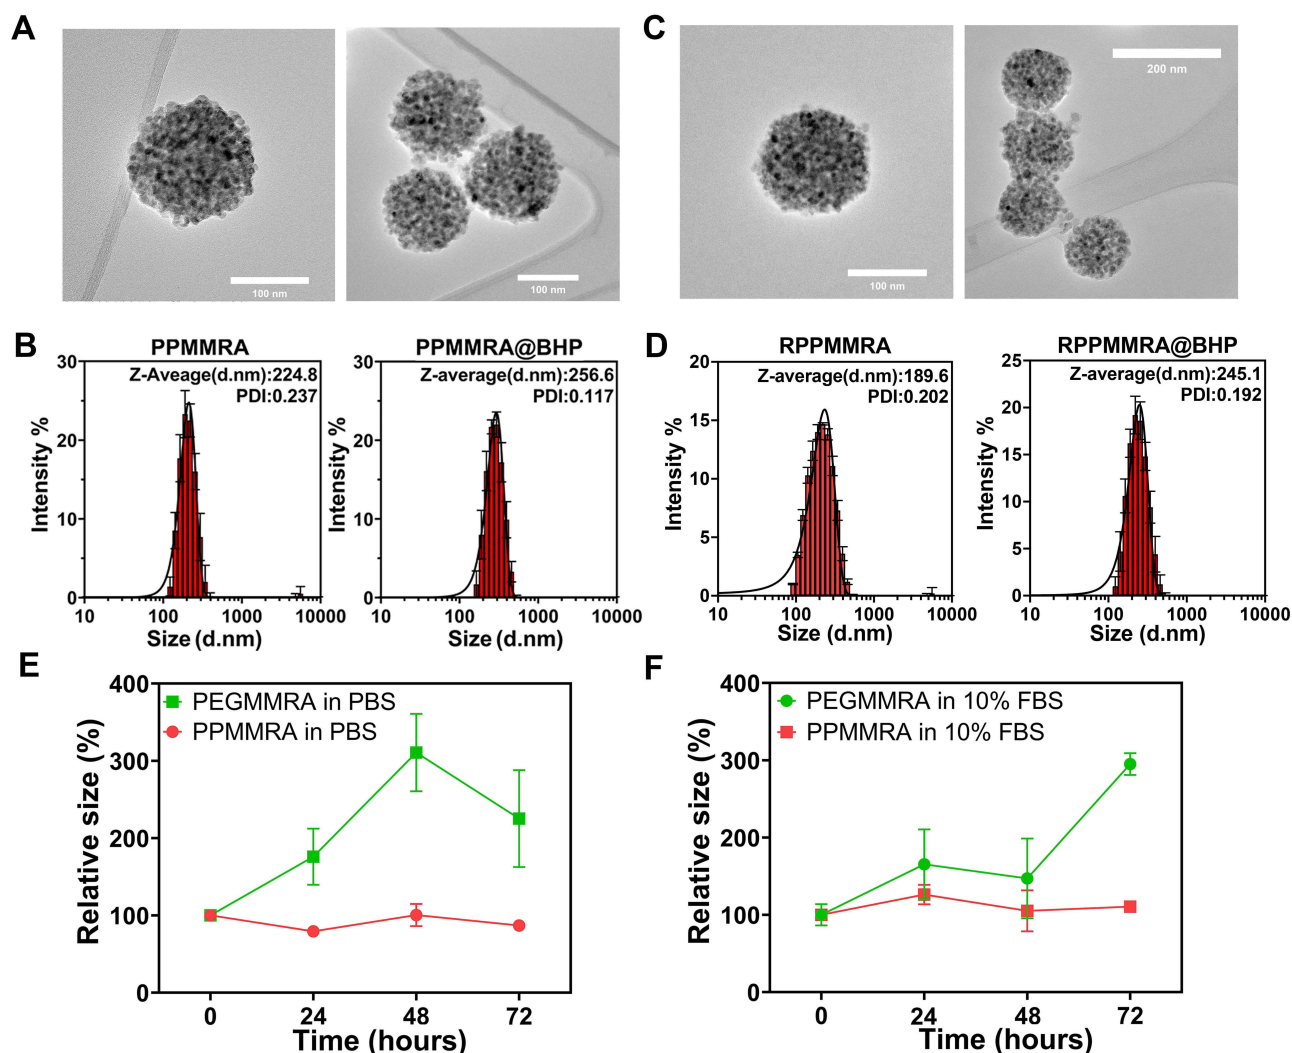 A
C
200 nm
100 nm
100 nm
100 nm
B
PPMMRA
PPMMRA@BHP
D
RPPMMRA
RPPMMRA@BHP
30
Z-Aveage(d.nm):224.8
PDI:0.237
20
10
0
Intensity %
10
100
1000
10000
Size (d.nm)
30
Z-average(d.nm):256.6
PDI:0.117
20
10
0
Intensity %
10
100
1000
10000
Size (d.nm)
20
Z-average(d.nm):189.6
PDI:0.202
15
10
5
0
Intensity %
10
100
1000
10000
Size (d.nm)
25
Z-average(d.nm):245.1
PDI:0.192
20
15
10
5
0
Intensity %
10
100
1000
10000
Size (d.nm)
E
400
PEGMMRA in PBS
PPMMRA in PBS
300
200
100
0
Relative size (%)
0
24
48
72
Time (hours)
F
400
PEGMMRA in 10% FBS
PPMMRA in 10% FBS
300
200
100
0
Relative size (%)
0
24
48
72
Time (hours)